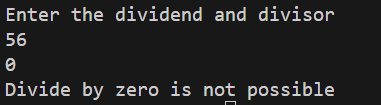 Enter the dividend and divisor
56
0
Divide by zero is not possible